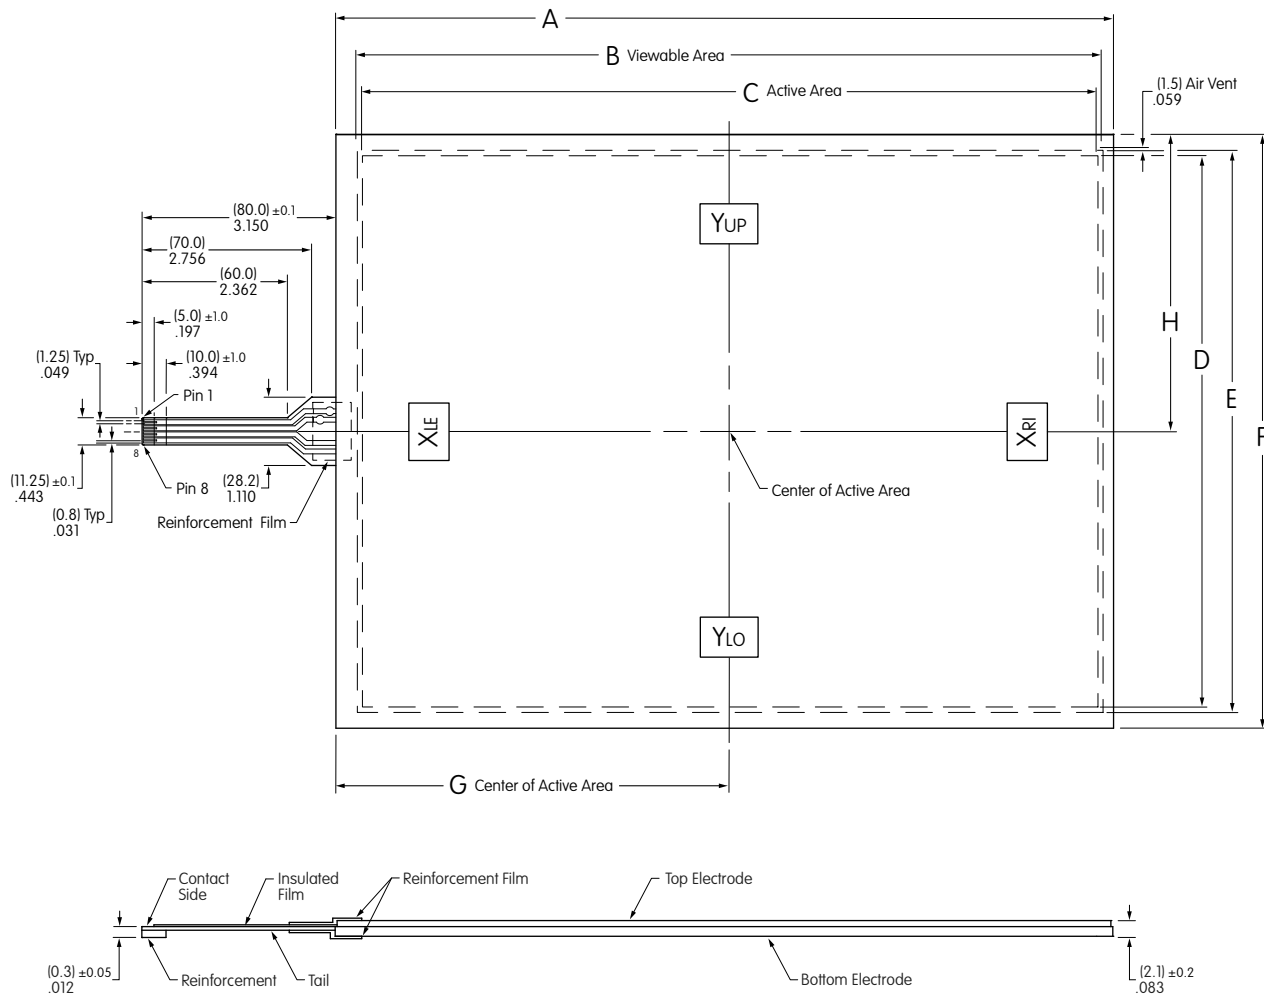 A
B Viewable Area
C Active Area
(1.5) Air Vent
.059
(80.0) ±0.1
3.150
(70.0)
2.756
(60.0)
2.362
(5.0) ±1.0
.197
(1.25) Typ
.049
(10.0) ±1.0
.394
Pin 1
1
8
(11.25) ±0.1
.443
Pin 8
(28.2)
1.110
(0.8) Typ
.031
Reinforcement Film
YUP
XLE
XRI
YLO
Center of Active Area
H
D
E
F
G Center of Active Area
Contact
Side
Insulated
Film
Reinforcement Film
Top Electrode
(0.3) ±0.05
.012
Reinforcement
Tail
Bottom Electrode
(2.1) ±0.2
.083